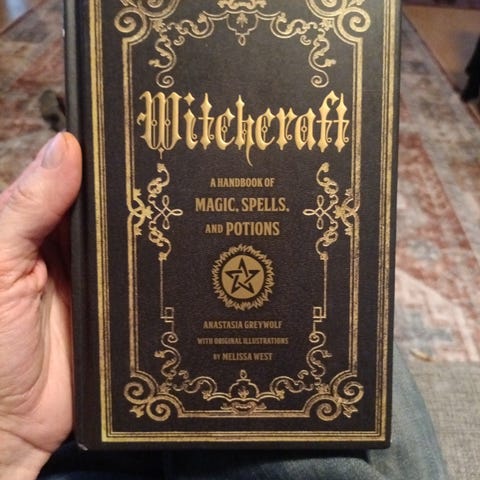 Witchcraft
A HANDBOOK OF
MAGIC, SPELLS,
AND POTIONS
ANASTASIA GREYWOLF
WITH ORIGINAL ILLUSTRATIONS
BY MELISSA WEST